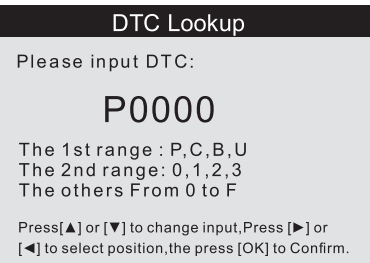 DTC Lookup
Please input DTC:
P0000
The 1st range : P,C,B,U
The 2nd range: 0,1,2,3
The others From 0 to F
Press[▲] or [▼] to change input,Press [▶] or
[◀] to select position,the press [OK] to Confirm.